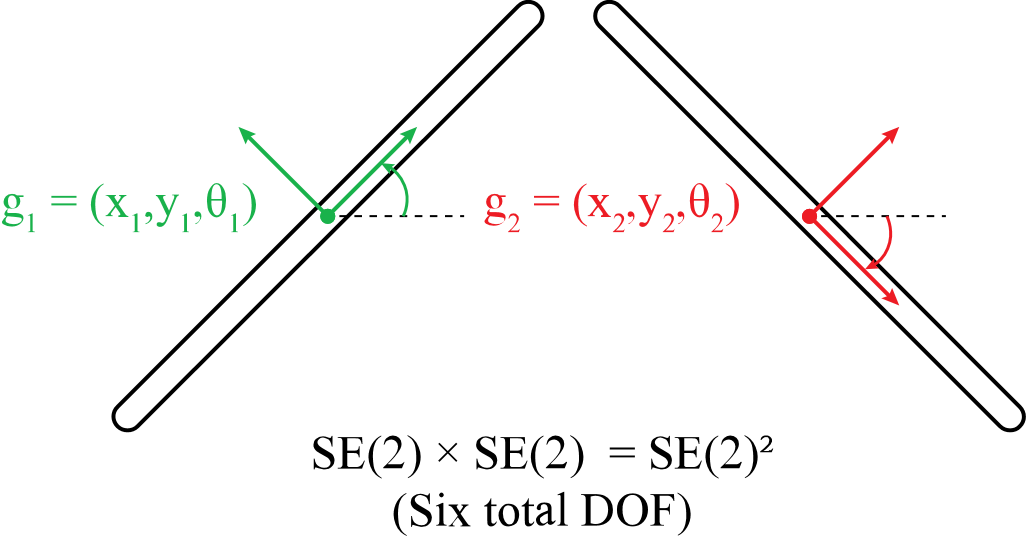 g₁ = (x₁,y₁,θ₁)
g₂ = (x₂,y₂,θ₂)
SE(2) × SE(2) = SE(2)²
(Six total DOF)